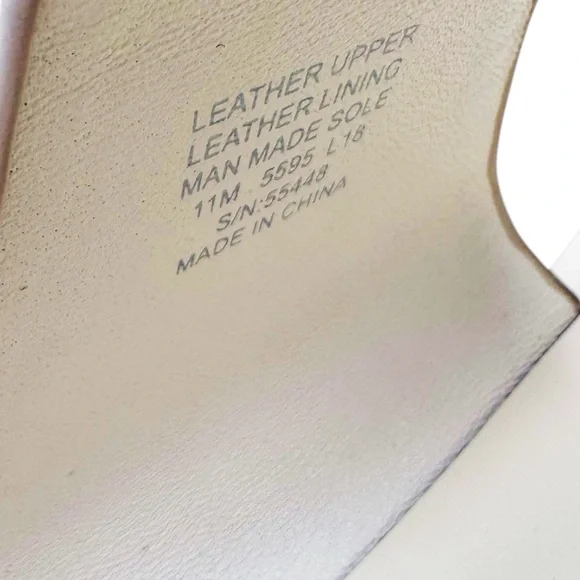 LEATHER UPPER
LEATHER LINING
MAN MADE SOLE
11M 5595 L18
S/N:55448
MADE IN CHINA